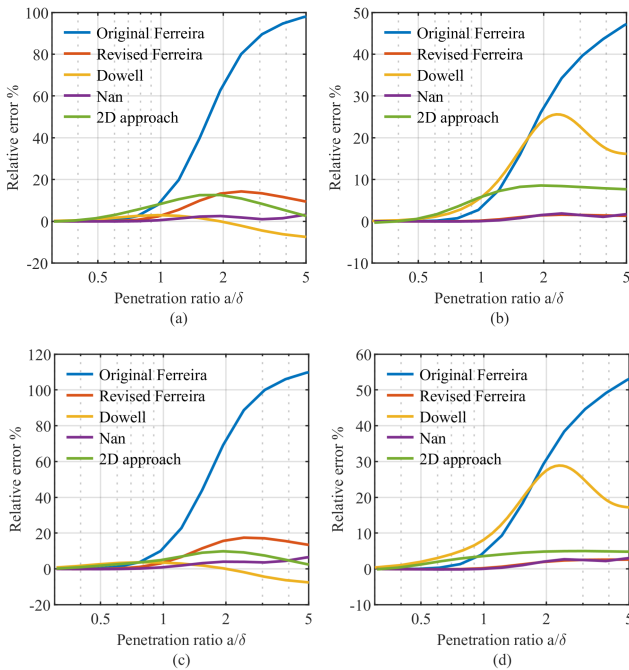 100
80
60
40
20
0
-20
Relative error %
Original Ferreira
Revised Ferreira
Dowell
Nan
2D approach
0.5
1
2
5
Penetration ratio a/δ
(a)
50
40
30
20
10
0
-10
Relative error %
Original Ferreira
Revised Ferreira
Dowell
Nan
2D approach
0.5
1
2
5
Penetration ratio a/δ
(b)
120
100
80
60
40
20
0
-20
Relative error %
Original Ferreira
Revised Ferreira
Dowell
Nan
2D approach
0.5
1
2
5
Penetration ratio a/δ
(c)
60
50
40
30
20
10
0
-10
Relative error %
Original Ferreira
Revised Ferreira
Dowell
Nan
2D approach
0.5
1
2
5
Penetration ratio a/δ
(d)